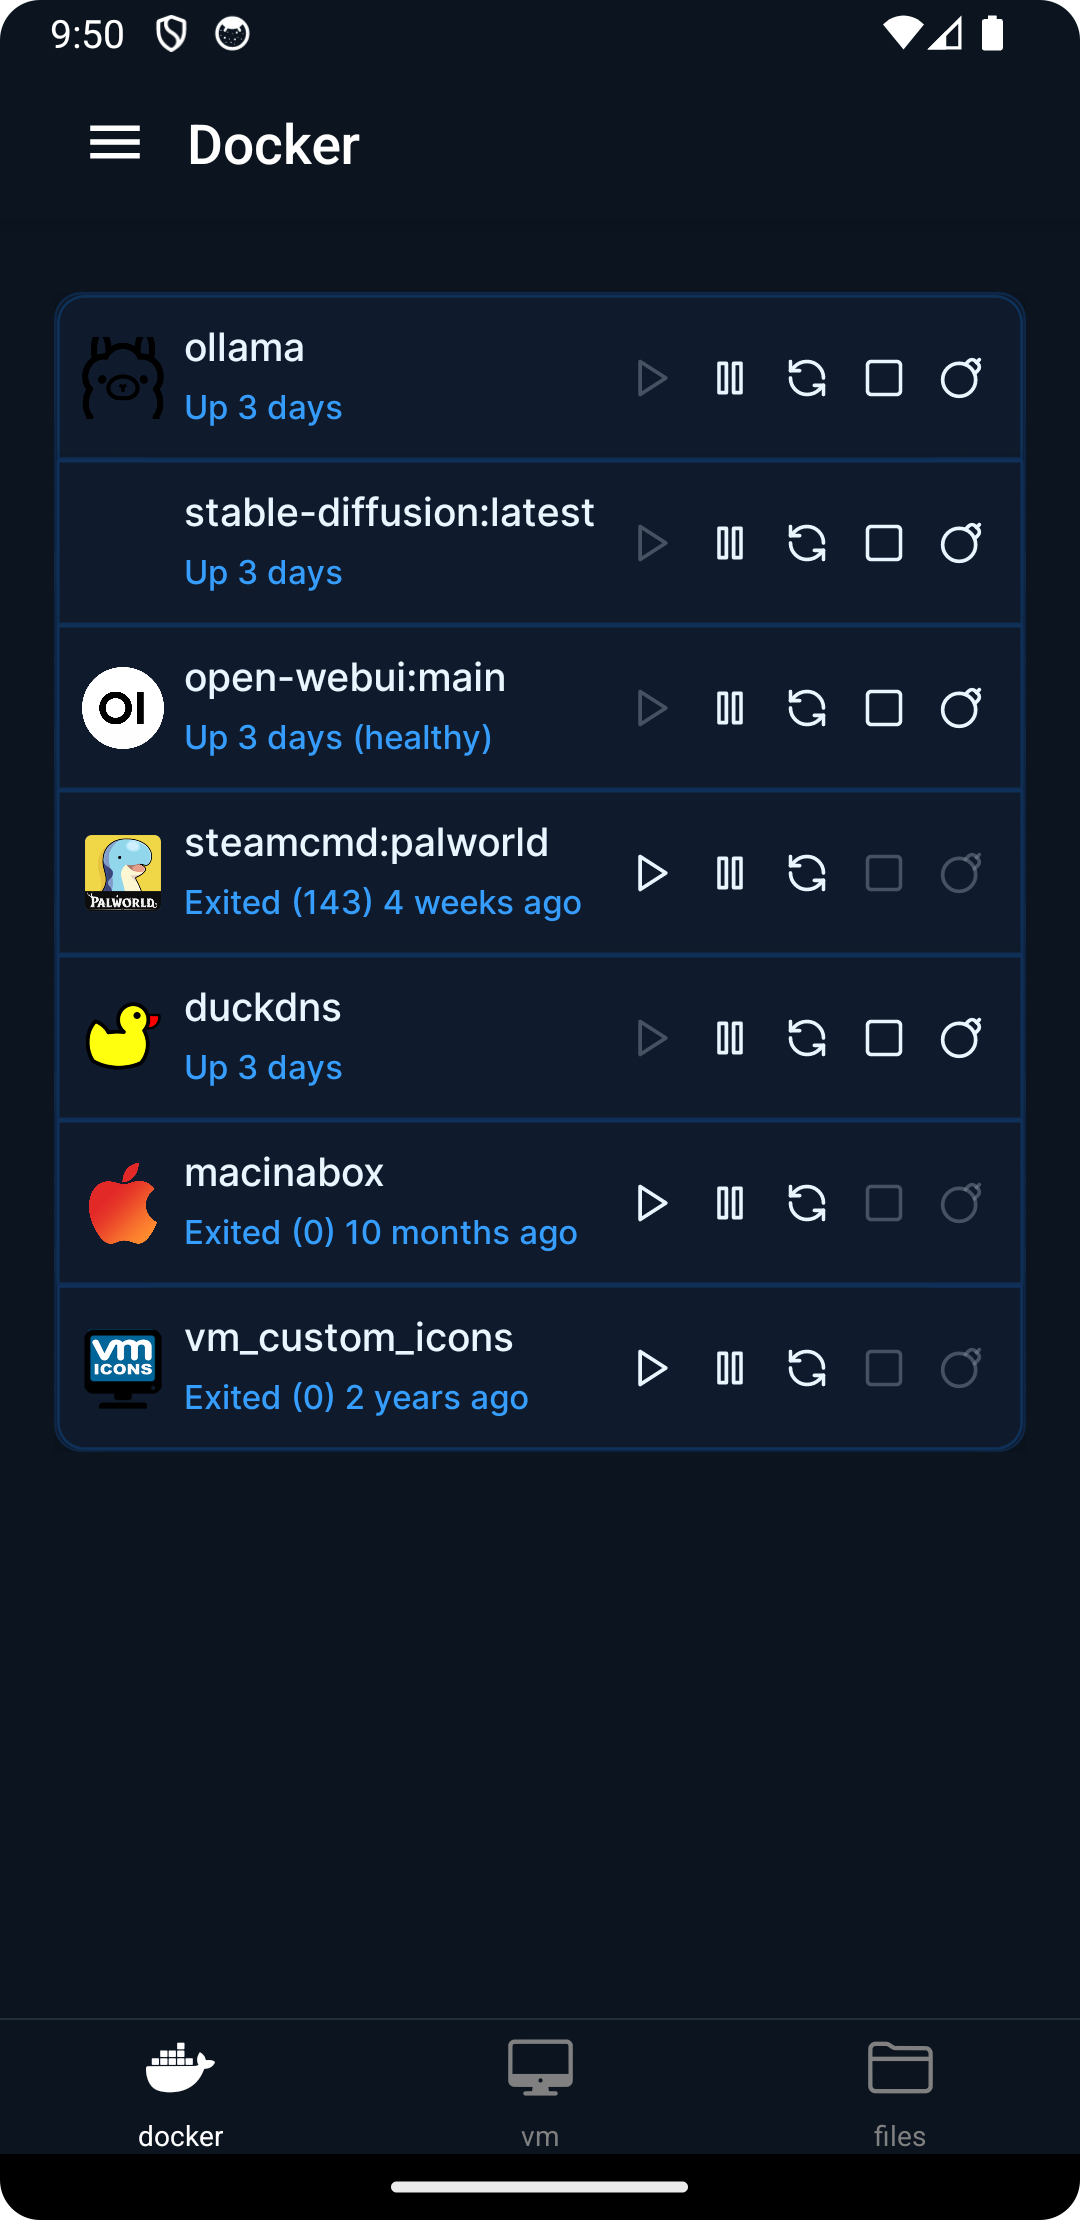 9:50
Docker
ollama
Up 3 days
stable-diffusion:latest
Up 3 days
OI
open-webui:main
Up 3 days (healthy)
PALWORLD
steamcmd:palworld
Exited (143) 4 weeks ago
duckdns
Up 3 days
macinabox
Exited (0) 10 months ago
vm
ICONS
vm_custom_icons
Exited (0) 2 years ago
docker
vm
files